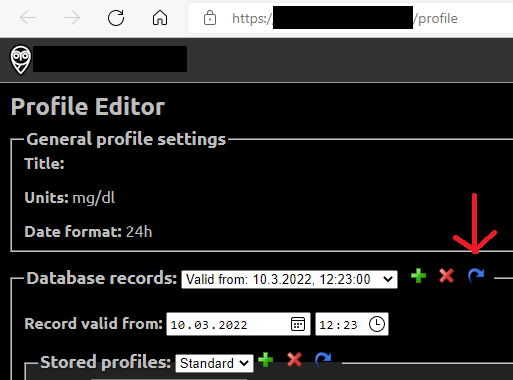 https://
/profile
Profile Editor
General profile settings
Title:
Units: mg/dl
Date format: 24h
Database records: Valid from: 10.3.2022, 12:23:00
Record valid from: 10.03.2022 12:23
Stored profiles: Standard